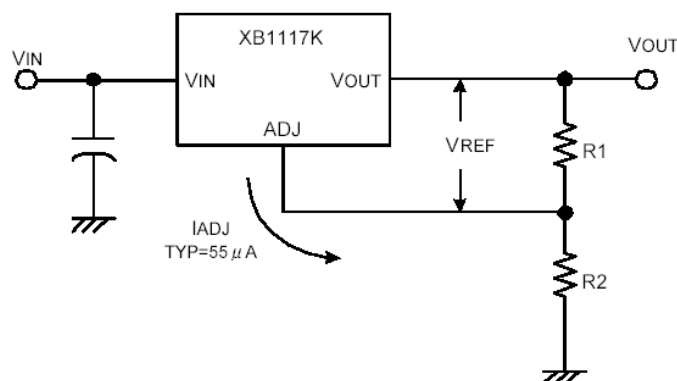 XB1117K
VIN
VOUT
VIN
VOUT
ADJ
VREF
R1
IADJ
TYP=55μA
R2